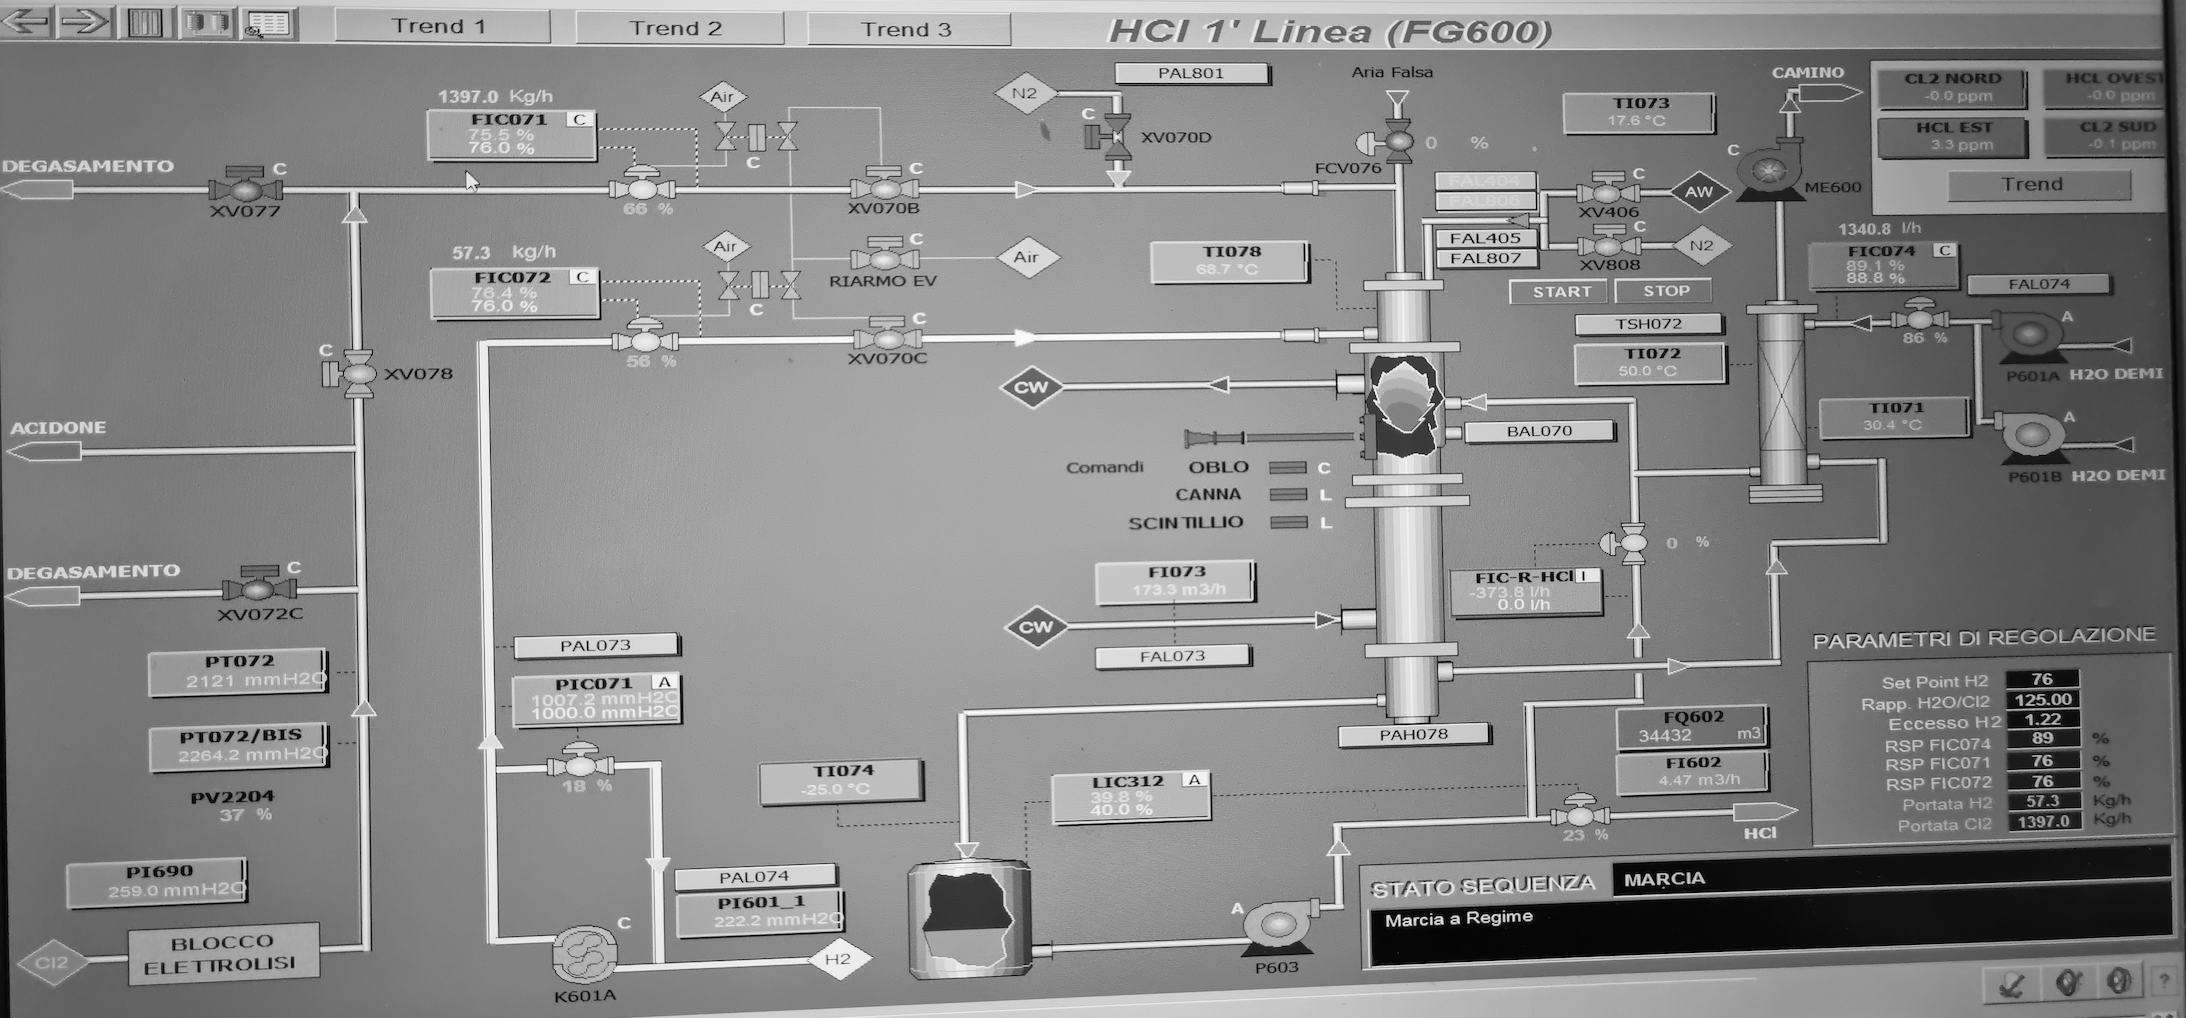 Trend 1
Trend 2
Trend 3
HCl 1' Linea (FG600)
1397.0 Kg/h
FIC071 C
75.5 %
76.0 %
Air
C
N2
PAL801
C
XV070D
Aria Falsa
FCV076
0 %
TI073
17.6 °C
CAMINO
C
ME600
CL2 NORD
-0.0 ppm
HCL OVEST
-0.0 ppm
HCL EST
3.3 ppm
CL2 SUD
-0.1 ppm
Trend
DEGASAMENTO
C
XV077
66 %
C
XV070B
FAL404
FAL806
C
XV406
AW
FAL405
FAL807
C
XV808
N2
57.3 kg/h
FIC072 C
76.4 %
76.0 %
Air
C
C
RIARMO EV
Air
TI078
68.7 °C
1340.8 l/h
FIC074 C
89.1 %
88.8 %
FAL074
START
STOP
TSH072
TI072
50.0 °C
86 %
A
P601A
H2O DEMI
C
XV078
56 %
C
XV070C
CW
ACIDONE
BAL070
TI071
30.4 °C
A
P601B
H2O DEMI
Comandi
OBLO C
CANNA L
SCINTILLIO L
0 %
DEGASAMENTO
C
XV072C
FI073
173.3 m3/h
FIC-R-HCl I
-373.8 l/h
0.0 l/h
CW
FAL073
PT072
2121 mmH2O
PAL073
PIC071 A
1007.2 mmH2O
1000.0 mmH2O
PT072/BIS
2264.2 mmH2O
PV2204
37 %
18 %
PAH078
TI074
-25.0 °C
LIC312 A
39.8 %
40.0 %
FQ602
34432 m3
FI602
4.47 m3/h
23 %
HCl
PARAMETRI DI REGOLAZIONE
Set Point H2 76
Rapp. H2O/Cl2 125.00
Eccesso H2 1.22
RSP FIC074 89 %
RSP FIC071 76 %
RSP FIC072 76 %
Portata H2 57.3 Kg/h
Portata Cl2 1397.0 Kg/h
PI690
259.0 mmH2O
PAL074
PI601_1
222.2 mmH2O
STATO SEQUENZA
MARCIA
Marcia a Regime
Cl2
BLOCCO
ELETTROLISI
C
K601A
H2
A
P603
?